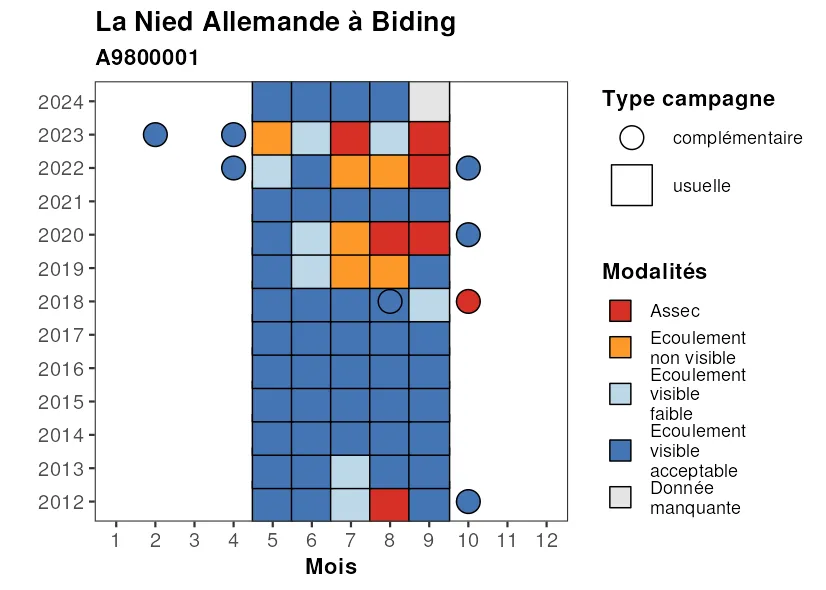 La Nied Allemande à Biding
A9800001
2024
2023
2022
2021
2020
2019
2018
2017
2016
2015
2014
2013
2012
1 2 3 4 5 6 7 8 9 10 11 12
Mois
Type campagne
complémentaire
usuelle
Modalités
Assec
Ecoulement
non visible
Ecoulement
visible
faible
Ecoulement
visible
acceptable
Donnée
manquante